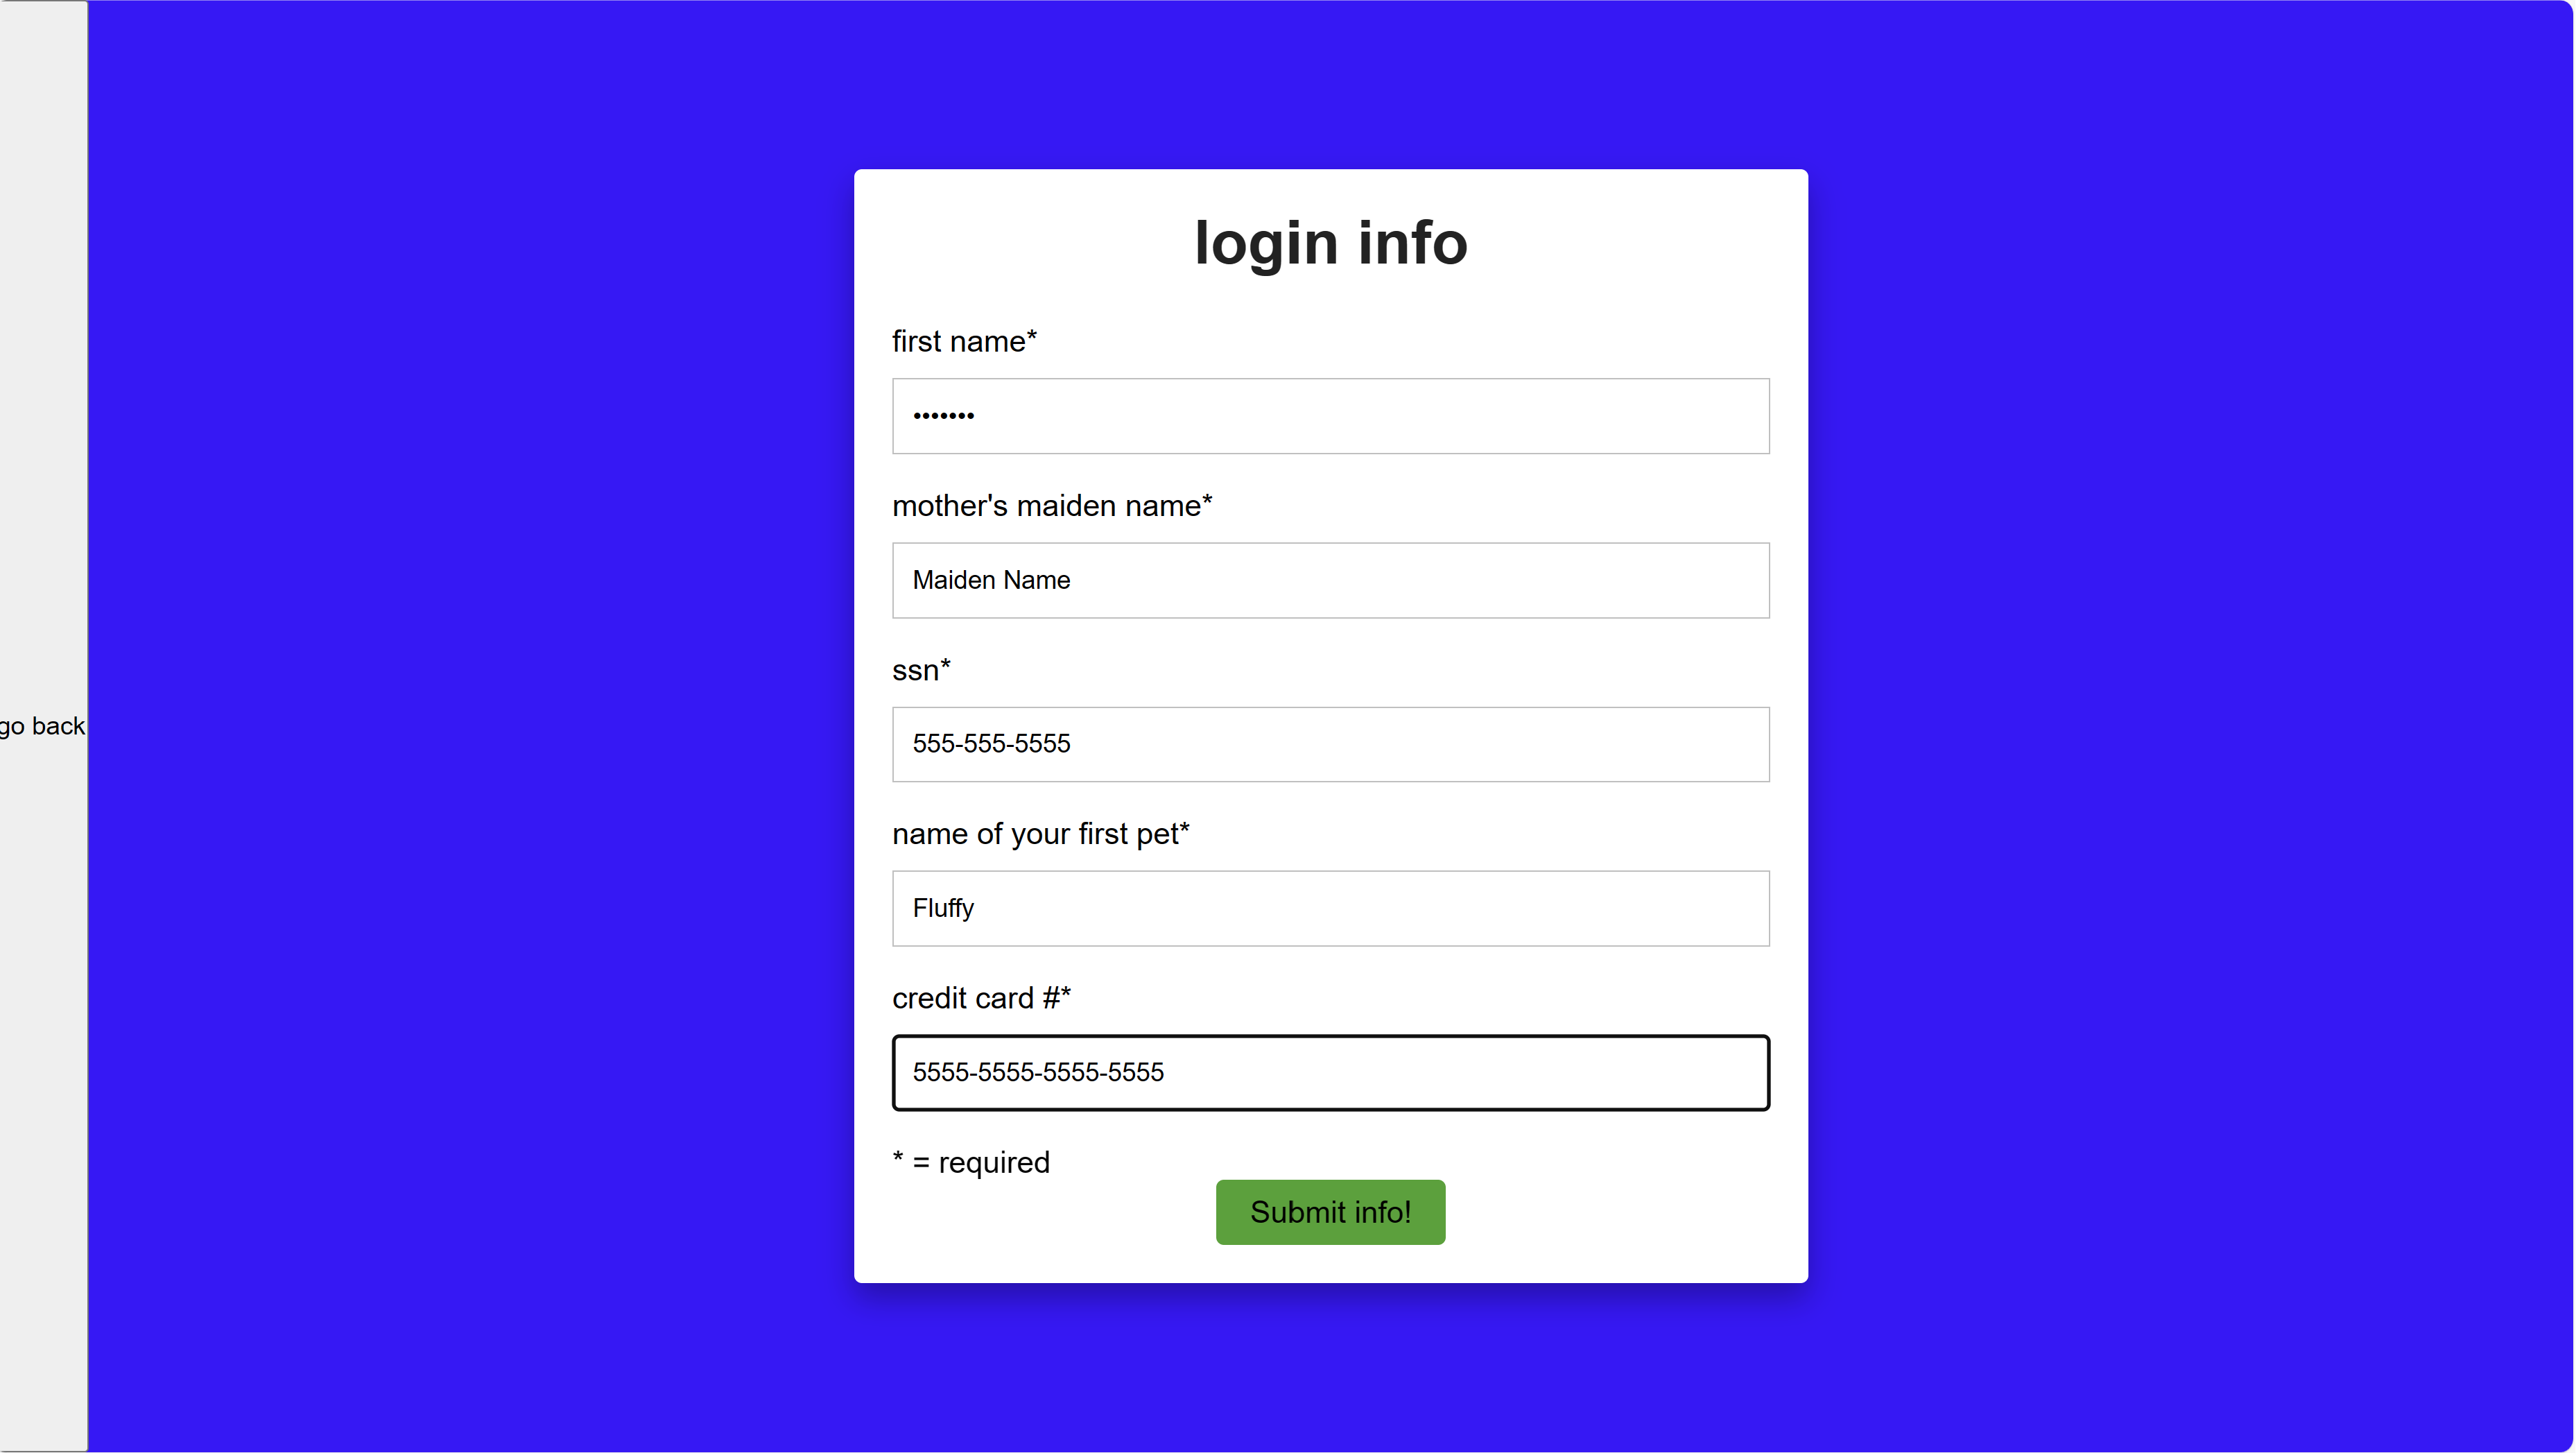 login info
first name*
•••••••
mother's maiden name*
Maiden Name
ssn*
555-555-5555
go back
name of your first pet*
Fluffy
credit card #*
5555-5555-5555-5555
* = required
Submit info!